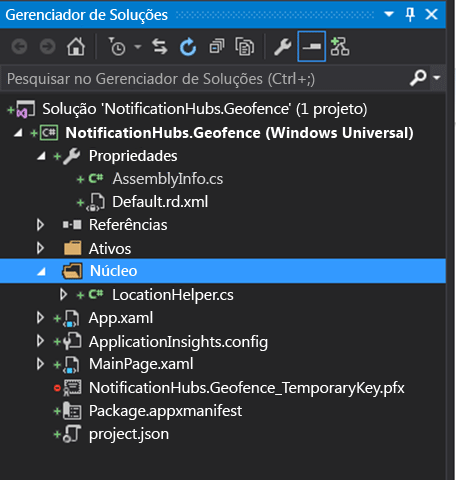 Gerenciador de Soluções
Pesquisar no Gerenciador de Soluções (Ctrl+;)
Solução 'NotificationHubs.Geofence' (1 projeto)
C# NotificationHubs.Geofence (Windows Universal)
Propriedades
C# AssemblyInfo.cs
Default.rd.xml
Referências
Ativos
Núcleo
C# LocationHelper.cs
App.xaml
ApplicationInsights.config
MainPage.xaml
NotificationHubs.Geofence_TemporaryKey.pfx
Package.appxmanifest
project.json